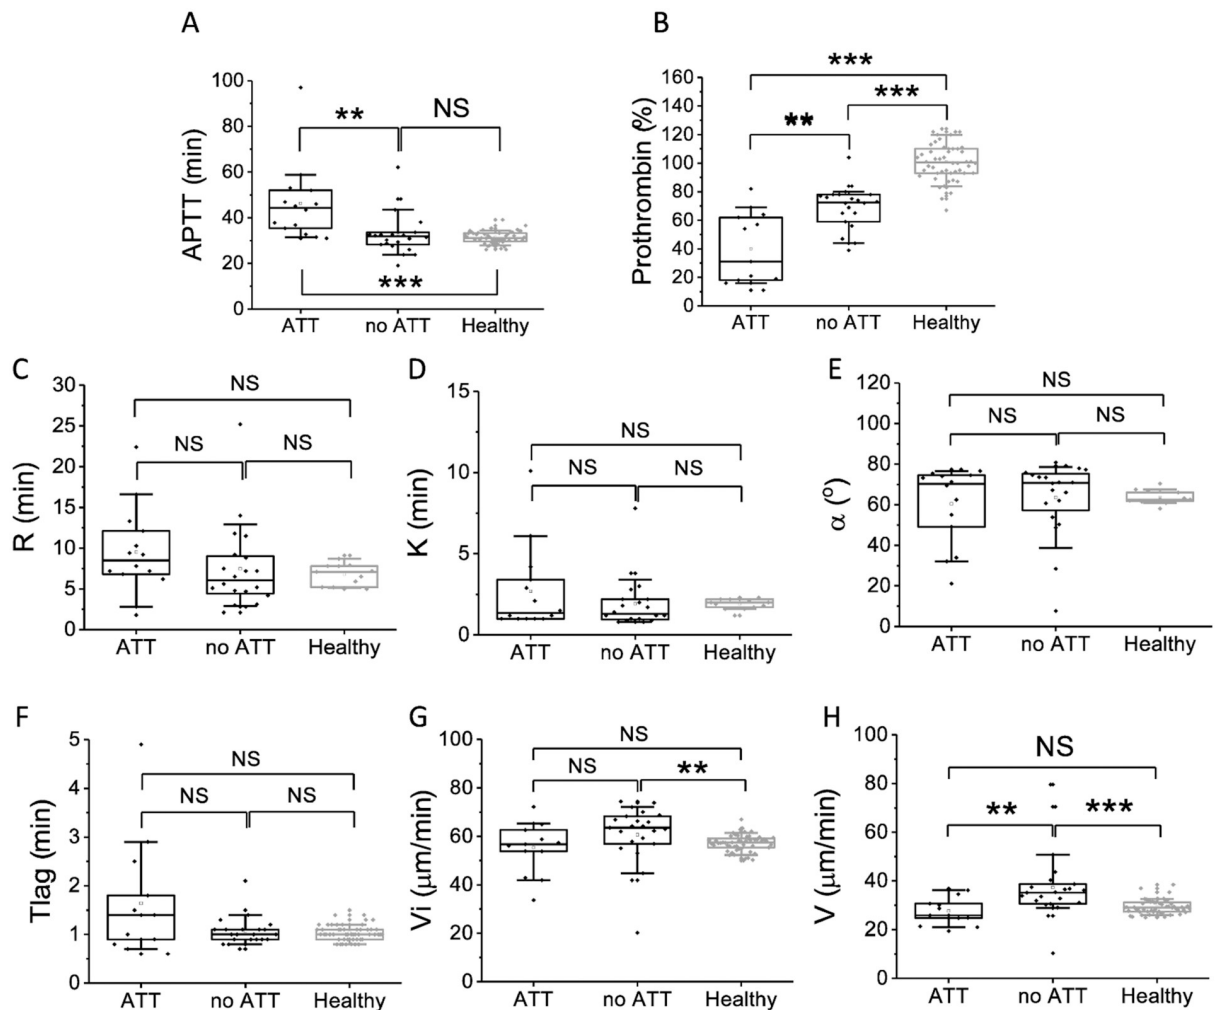 A
APTT (min)
100
80
60
40
20
0
**
NS
***
ATT
no ATT
Healthy
B
Prothrombin (%)
160
140
120
100
80
60
40
20
0
***
***
**
ATT
no ATT
Healthy
C
R (min)
30
25
20
15
10
5
0
NS
NS
NS
ATT
no ATT
Healthy
D
K (min)
15
10
5
0
NS
NS
NS
ATT
no ATT
Healthy
E
α (°)
120
100
80
60
40
20
0
NS
NS
NS
ATT
no ATT
Healthy
F
Tlag (min)
5
4
3
2
1
0
NS
NS
NS
ATT
no ATT
Healthy
G
Vi (μm/min)
100
80
60
40
20
0
NS
NS
**
ATT
no ATT
Healthy
H
V (μm/min)
100
80
60
40
20
0
NS
**
***
ATT
no ATT
Healthy